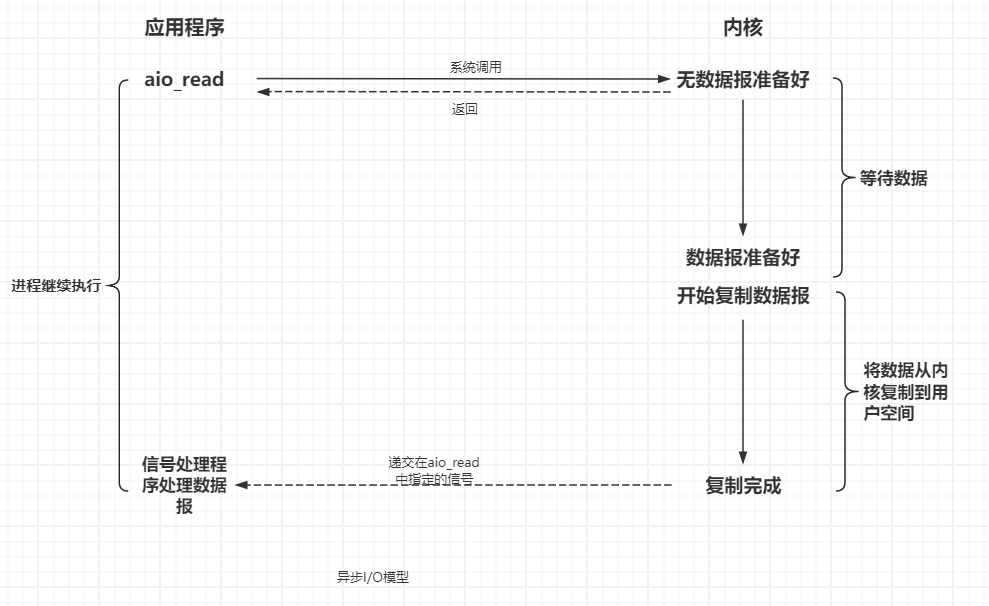 应用程序
内核
系统调用
aio_read
无数据报准备好
返回
等待数据
数据报准备好
进程继续执行
开始复制数据报
将数据从内
核复制到用
户空间
信号处理程
序处理数据
报
递交在aio_read
中指定的信号
复制完成
异步I/O模型